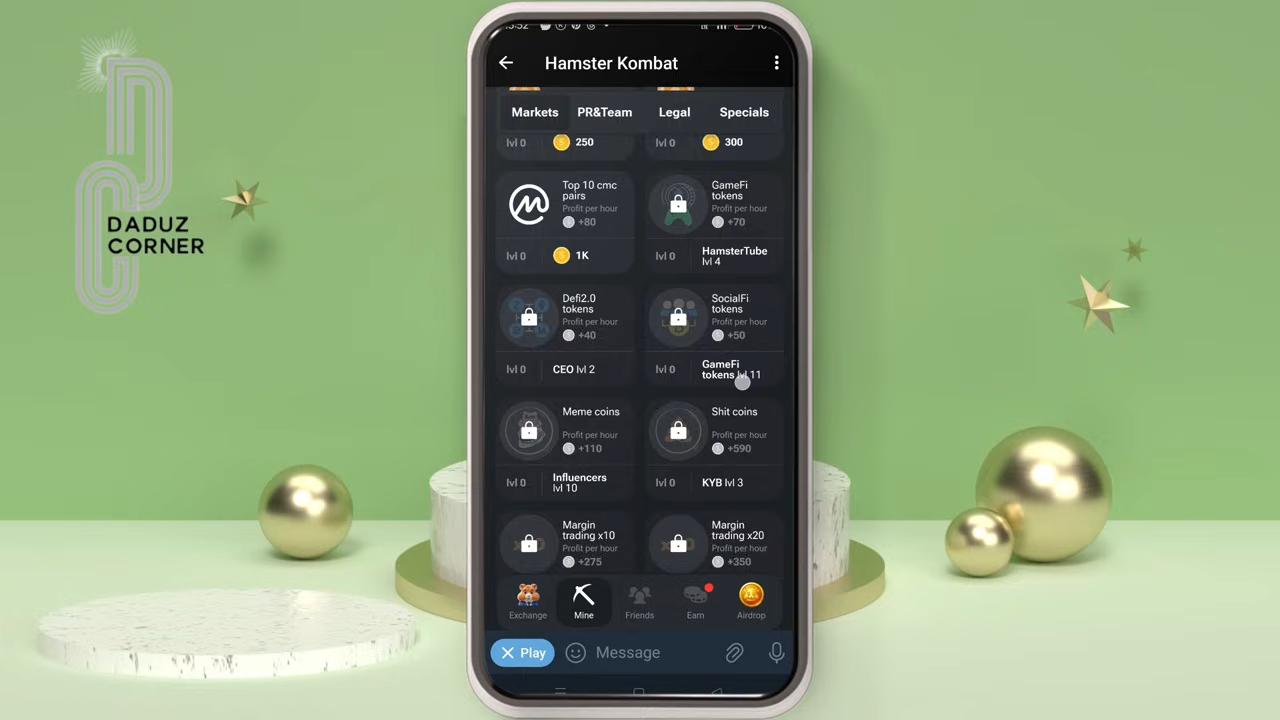 DADUZ
CORNER
Hamster Kombat
Markets
PR&Team
Legal
Specials
lvl 0
250
lvl 0
300
Top 10 cmc
pairs
Profit per hour
+80
lvl 0
1K
GameFi
tokens
Profit per hour
+70
lvl 0
HamsterTube
lvl 4
Defi2.0
tokens
Profit per hour
+40
lvl 0
CEO lvl 2
SocialFi
tokens
Profit per hour
+50
lvl 0
GameFi
tokens lvl 11
Meme coins
Profit per hour
+110
lvl 0
Influencers
lvl 10
Shit coins
Profit per hour
+590
lvl 0
KYB lvl 3
Margin
trading x10
Profit per hour
+275
Margin
trading x20
Profit per hour
+350
Exchange
Mine
Friends
Earn
Airdrop
Play
Message